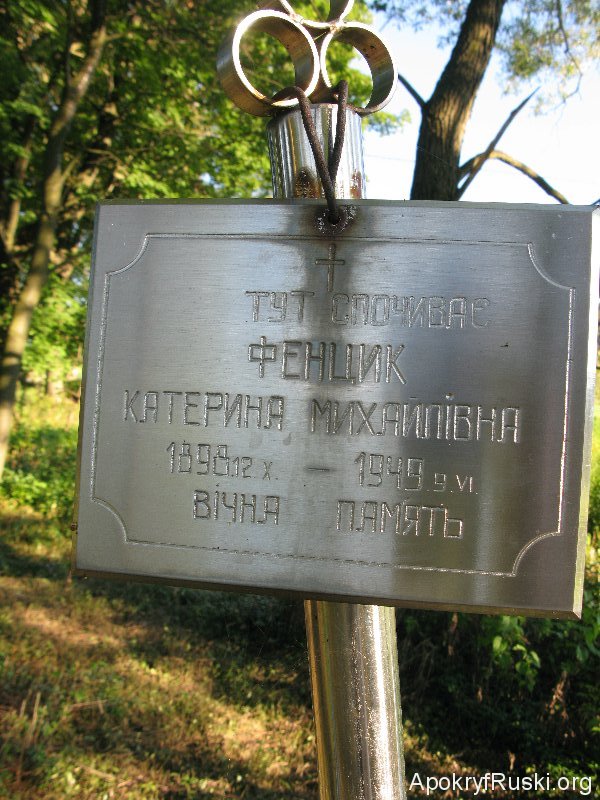 ТУТ СПОЧИВАЄ
ФЕНЦИК
КАТЕРИНА МИХАЙЛІВНА
1898 12.X. – 1949.9.VI.
ВІЧНА ПАМЯТЬ
ApokryfRuski.org